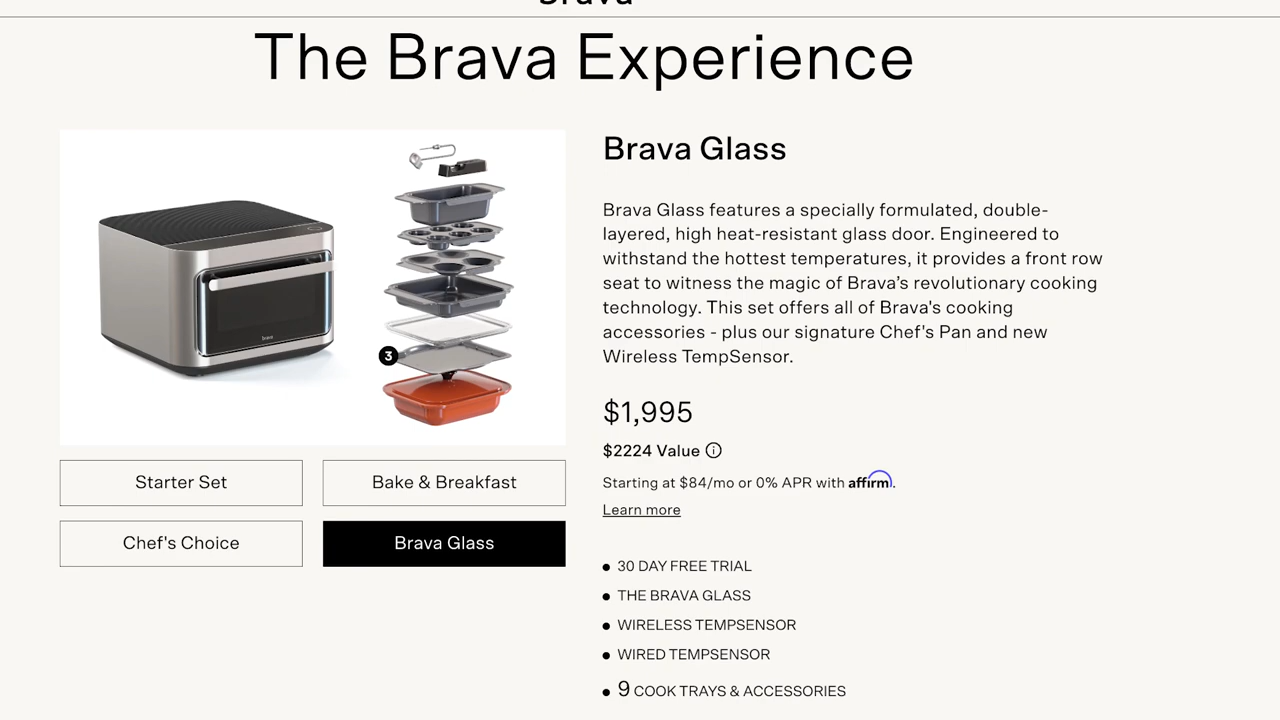 Brava
The Brava Experience
Brava Glass
Brava Glass features a specially formulated, double-
layered, high heat-resistant glass door. Engineered to
withstand the hottest temperatures, it provides a front row
seat to witness the magic of Brava’s revolutionary cooking
technology. This set offers all of Brava's cooking
accessories - plus our signature Chef's Pan and new
Wireless TempSensor.
brava
3
$1,995
$2224 Value
Starting at $84/mo or 0% APR with affirm.
Learn more
Starter Set
Bake & Breakfast
Chef's Choice
Brava Glass
30 DAY FREE TRIAL
THE BRAVA GLASS
WIRELESS TEMPSENSOR
WIRED TEMPSENSOR
9 COOK TRAYS & ACCESSORIES